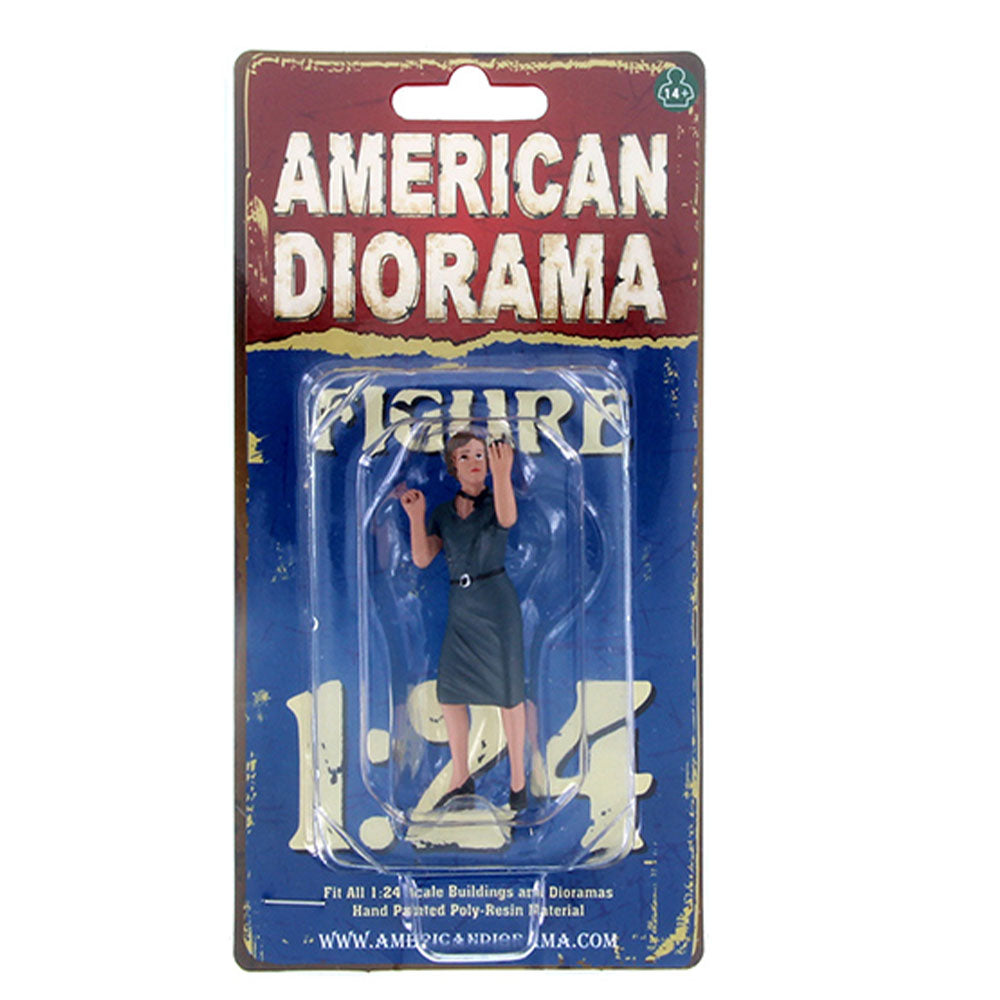 14+
AMERICAN
DIORAMA
FIGURE
1:24
Fit All 1:24 Scale Buildings and Dioramas
Hand Painted Poly-Resin Material
WWW.AMERICANDIORAMA.COM